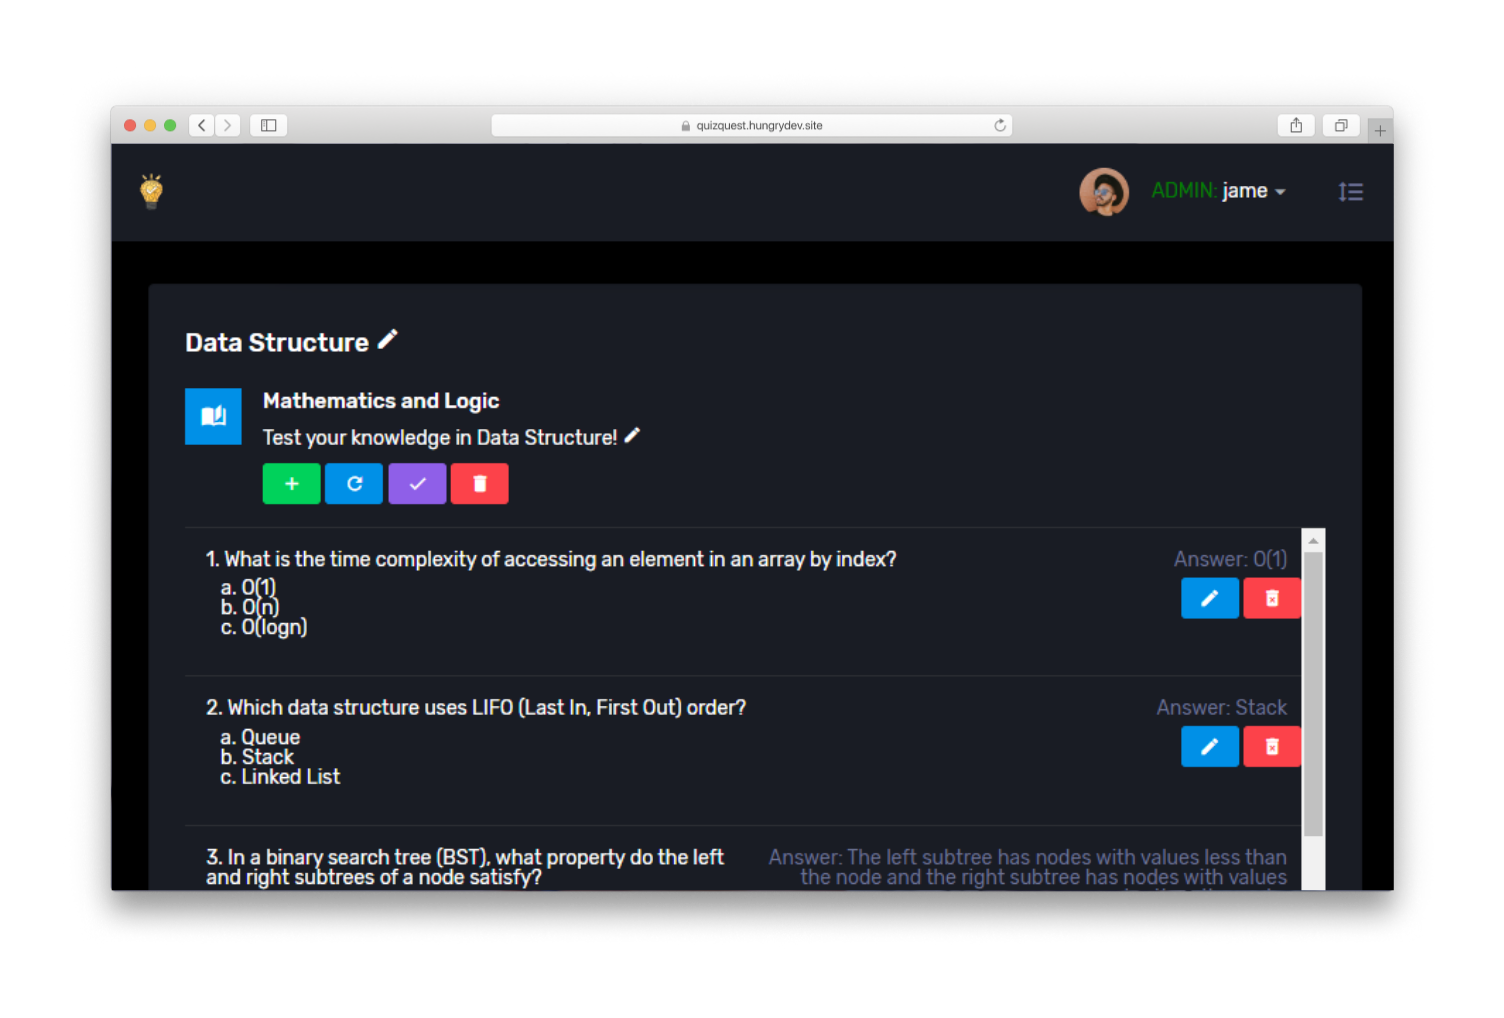 quizquest.hungrydev.site
ADMIN: jame
Data Structure
Mathematics and Logic
Test your knowledge in Data Structure!
1. What is the time complexity of accessing an element in an array by index?
Answer: O(1)
a. O(1)
b. O(n)
c. O(logn)
2. Which data structure uses LIFO (Last In, First Out) order?
Answer: Stack
a. Queue
b. Stack
c. Linked List
3. In a binary search tree (BST), what property do the left
and right subtrees of a node satisfy?
Answer: The left subtree has nodes with values less than
the node and the right subtree has nodes with values